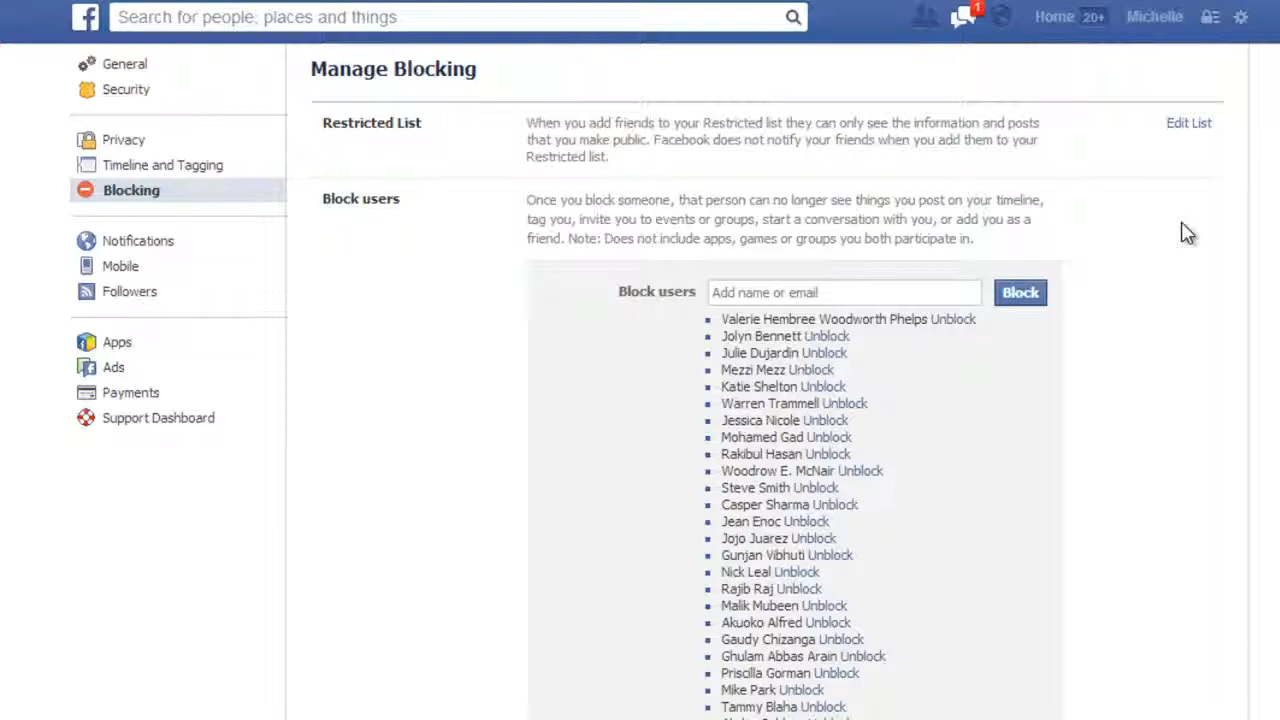 f Search for people, places and things 1 Home 20+ Michelle
General
Security
Privacy
Timeline and Tagging
Blocking
Notifications
Mobile
Followers
Apps
Ads
Payments
Support Dashboard
Manage Blocking
Restricted List
When you add friends to your Restricted list they can only see the information and posts
that you make public. Facebook does not notify your friends when you add them to your
Restricted list.
Edit List
Block users
Once you block someone, that person can no longer see things you post on your timeline,
tag you, invite you to events or groups, start a conversation with you, or add you as a
friend. Note: Does not include apps, games or groups you both participate in.
Block users Add name or email Block
Valerie Hembree Woodworth Phelps Unblock
Jolyn Bennett Unblock
Julie Dujardin Unblock
Mezzi Mezz Unblock
Katie Shelton Unblock
Warren Trammell Unblock
Jessica Nicole Unblock
Mohamed Gad Unblock
Rakibul Hasan Unblock
Woodrow E. McNair Unblock
Steve Smith Unblock
Casper Sharma Unblock
Jean Enoc Unblock
Jojo Juarez Unblock
Gunjan Vibhuti Unblock
Nick Leal Unblock
Rajib Raj Unblock
Malik Mubeen Unblock
Akuoko Alfred Unblock
Gaudy Chizanga Unblock
Ghulam Abbas Arain Unblock
Priscilla Gorman Unblock
Mike Park Unblock
Tammy Blaha Unblock